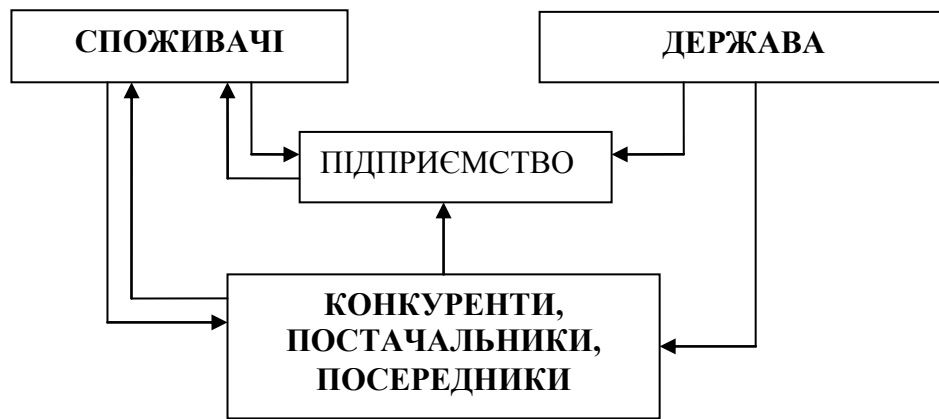 СПОЖИВАЧІ
ДЕРЖАВА
ПІДПРИЄМСТВО
КОНКУРЕНТИ,
ПОСТАЧАЛЬНИКИ,
ПОСЕРЕДНИКИ